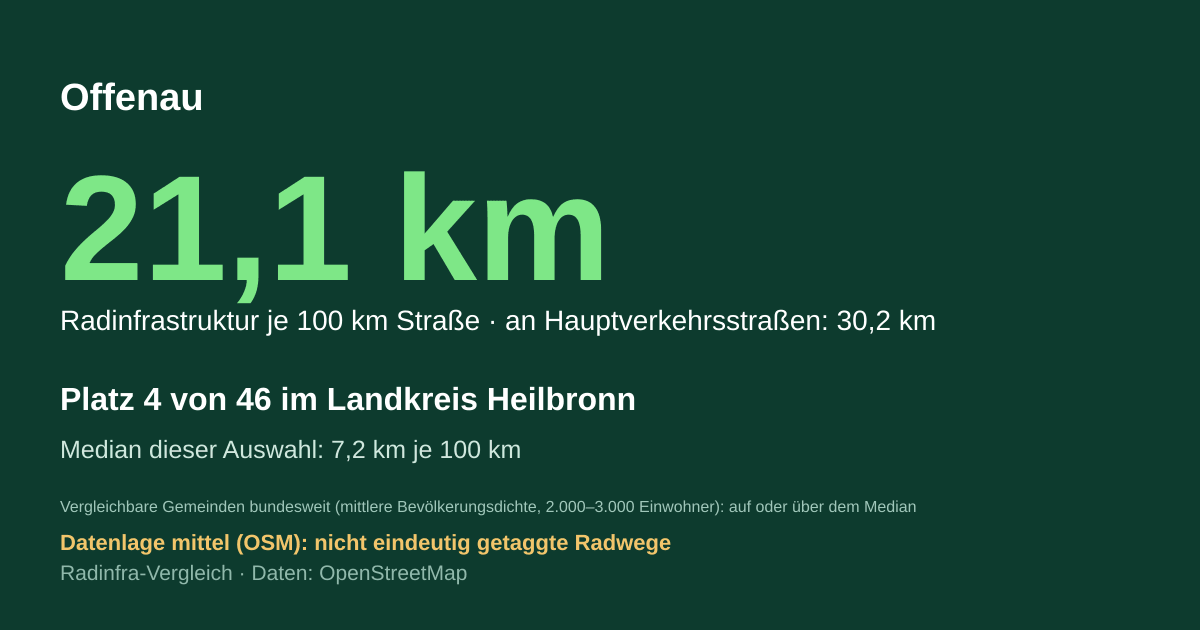 Offenau
21,1 km
Radinfrastruktur je 100 km Straße · an Hauptverkehrsstraßen: 30,2 km
Platz 4 von 46 im Landkreis Heilbronn
Median dieser Auswahl: 7,2 km je 100 km
Vergleichbare Gemeinden bundesweit (mittlere Bevölkerungsdichte, 2.000–3.000 Einwohner): auf oder über dem Median
Datenlage mittel (OSM): nicht eindeutig getaggte Radwege
Radinfra-Vergleich · Daten: OpenStreetMap